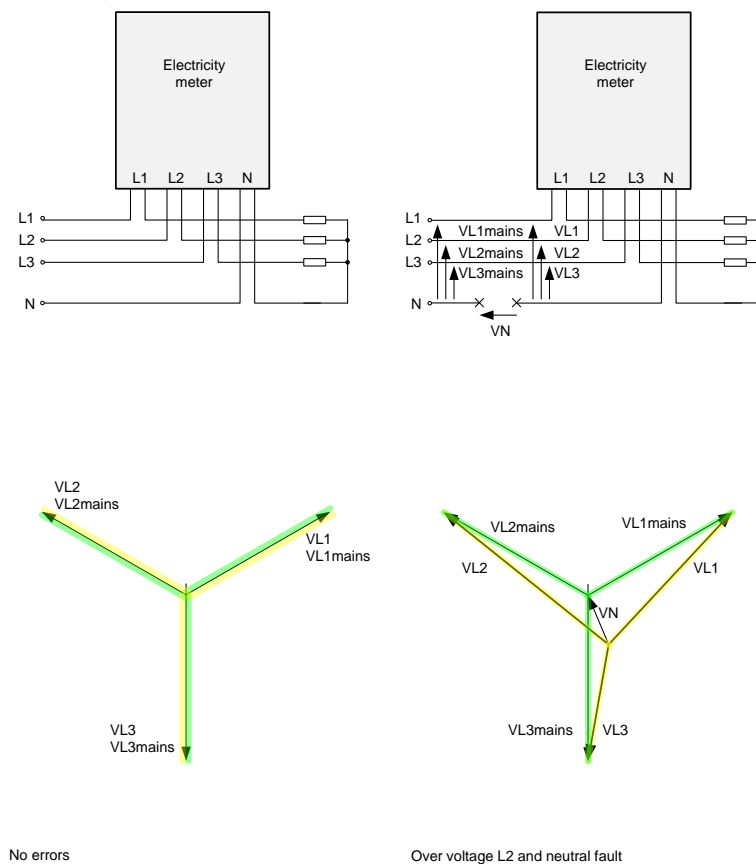 Electricity
meter
L1 L2 L3 N
L1
L2
L3
N
Electricity
meter
L1 L2 L3 N
L1
L2
L3
N
VL1mains VL1
VL2mains VL2
VL3mains VL3
VN
VL2
VL2mains
VL1
VL1mains
VL3
VL3mains
VL2mains
VL1mains
VL2
VL1
VN
VL3mains
VL3
No errors
Over voltage L2 and neutral fault